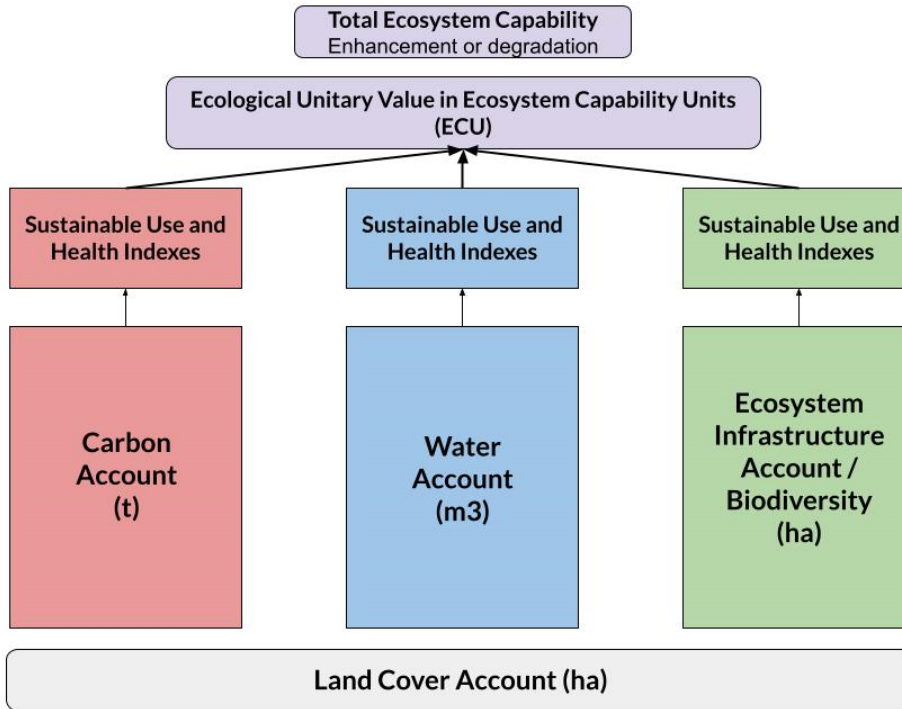 Total Ecosystem Capability
Enhancement or degradation
Ecological Unitary Value in Ecosystem Capability Units
(ECU)
Sustainable Use and
Health Indexes
Sustainable Use and
Health Indexes
Sustainable Use and
Health Indexes
Carbon
Account
(t)
Water
Account
(m3)
Ecosystem
Infrastructure
Account /
Biodiversity
(ha)
Land Cover Account (ha)